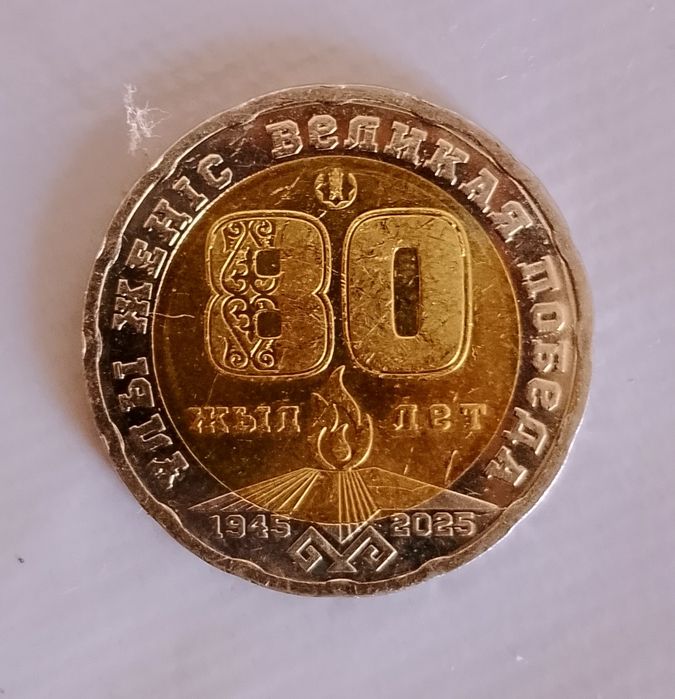 ҰЛЫ ЖЕҢІС ВЕЛИКАЯ ПОБЕДА
80
ЖЫЛ ЛЕТ
1945 2025